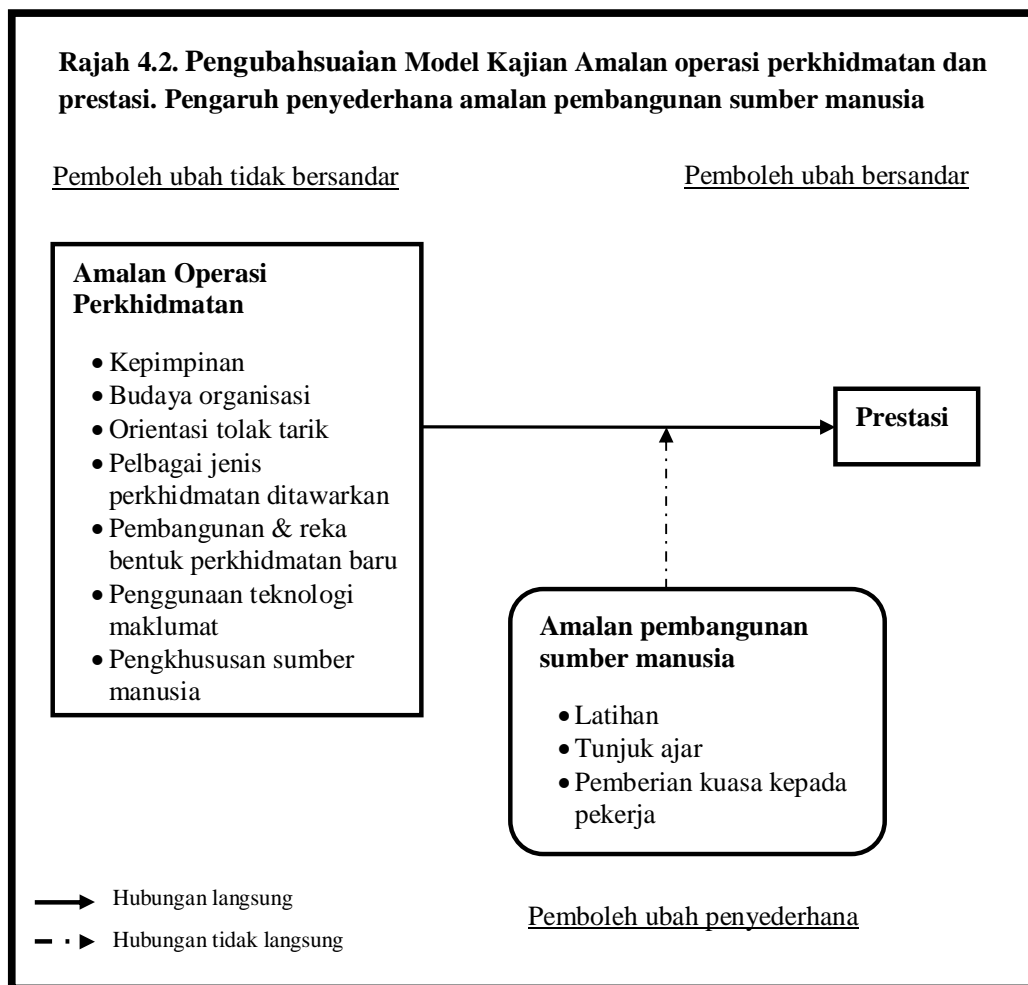 Rajah 4.2. Pengubahsuaian Model Kajian Amalan operasi perkhidmatan dan
prestasi. Pengaruh penyederhana amalan pembangunan sumber manusia
Pemboleh ubah tidak bersandar
Pemboleh ubah bersandar
Amalan Operasi
Perkhidmatan
• Kepimpinan
• Budaya organisasi
• Orientasi tolak tarik
• Pelbagai jenis
perkhidmatan ditawarkan
• Pembangunan & reka
bentuk perkhidmatan baru
• Penggunaan teknologi
maklumat
• Pengkhususan sumber
manusia
Prestasi
Amalan pembangunan
sumber manusia
• Latihan
• Tunjuk ajar
• Pemberian kuasa kepada
pekerja
Hubungan langsung
Hubungan tidak langsung
Pemboleh ubah penyederhana